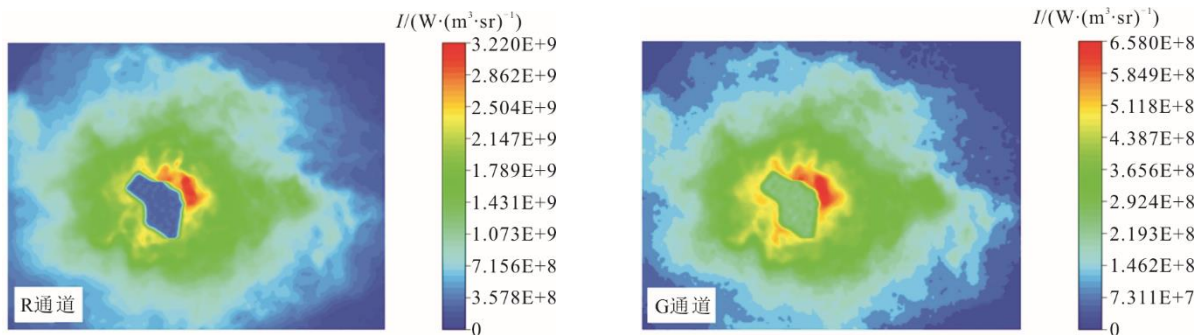 I/(W·(m³·sr)⁻¹)
3.220E+9
2.862E+9
2.504E+9
2.147E+9
1.789E+9
1.431E+9
1.073E+9
7.156E+8
3.578E+8
0
R通道
I/(W·(m³·sr)⁻¹)
6.580E+8
5.849E+8
5.118E+8
4.387E+8
3.656E+8
2.924E+8
2.193E+8
1.462E+8
7.311E+7
0
G通道